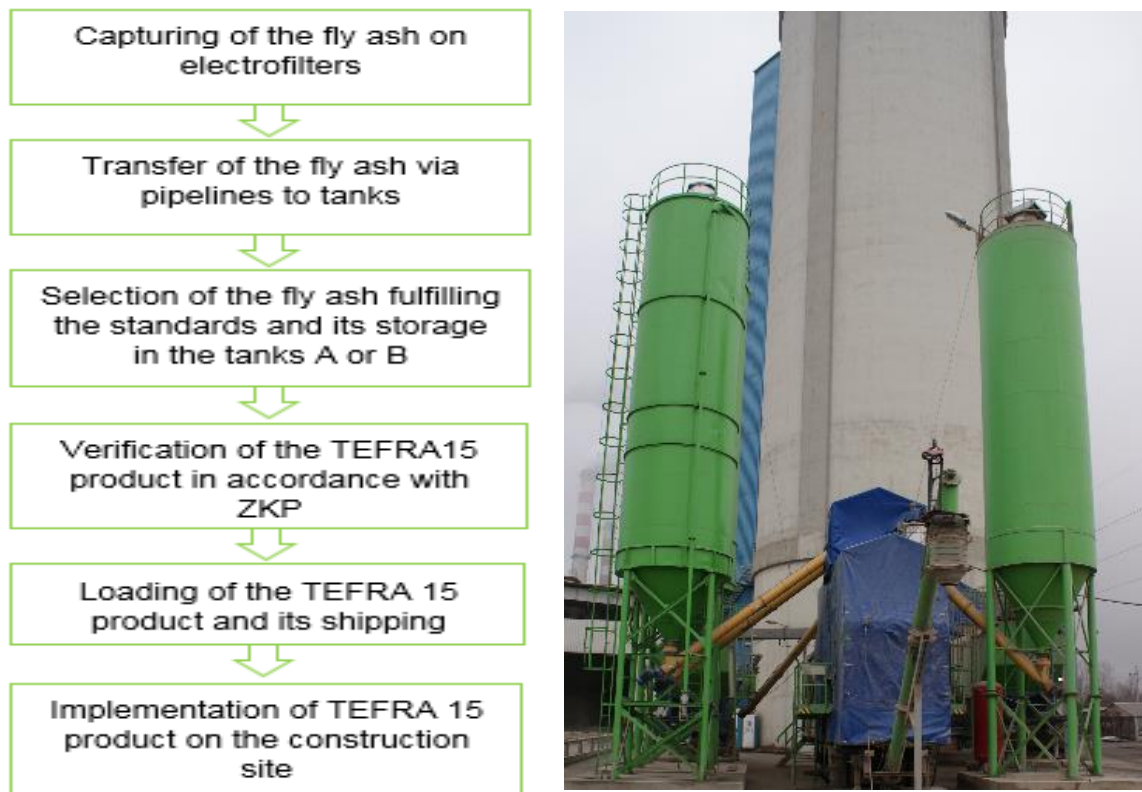 Capturing of the fly ash on
electrofilters
Transfer of the fly ash via
pipelines to tanks
Selection of the fly ash fulfilling
the standards and its storage
in the tanks A or B
Verification of the TEFRA15
product in accordance with
ZKP
Loading of the TEFRA 15
product and its shipping
Implementation of TEFRA 15
product on the construction
site